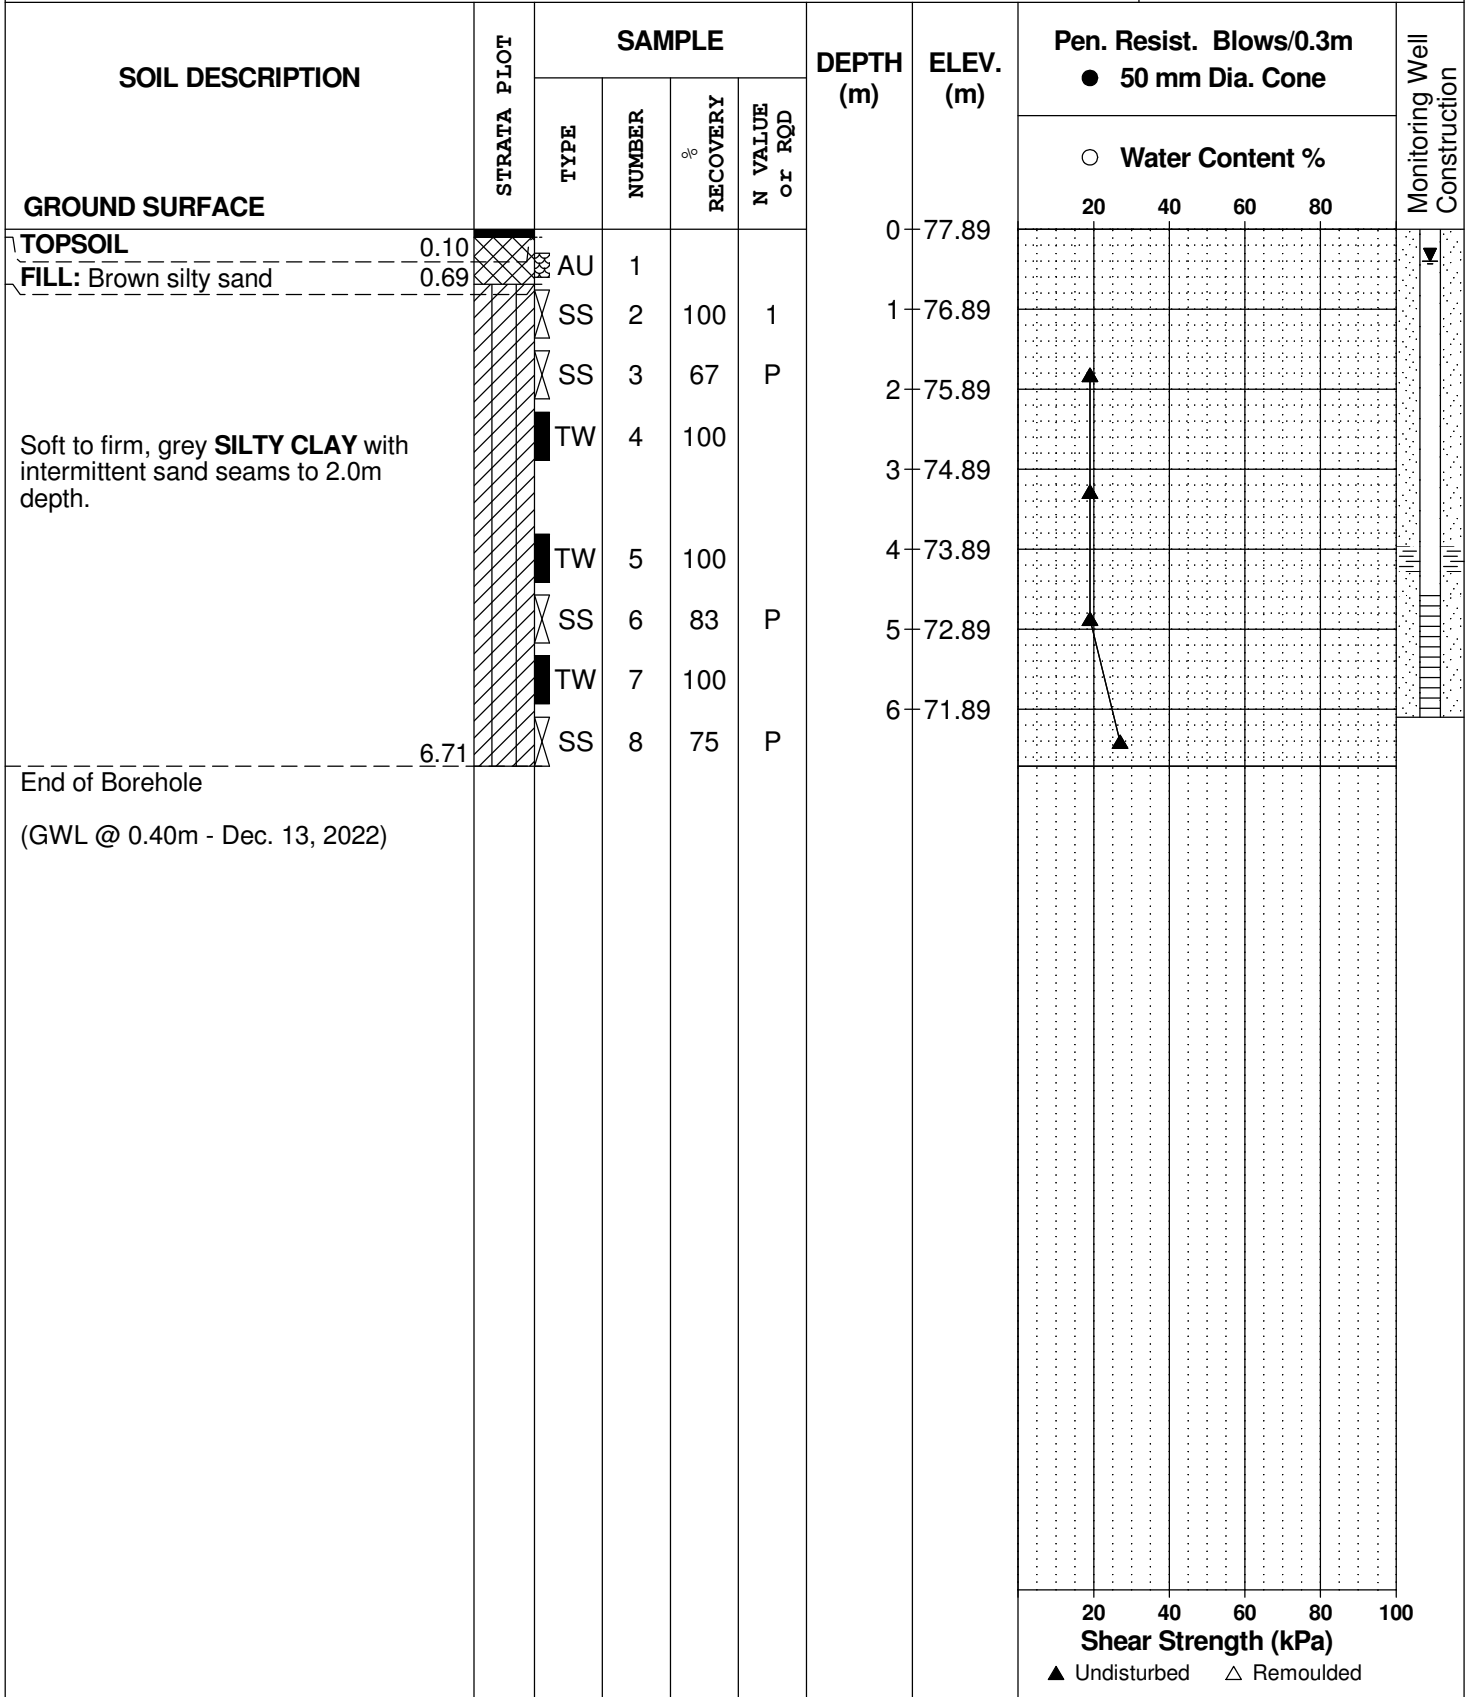 SOIL DESCRIPTION
GROUND SURFACE
STRATA PLOT
SAMPLE
TYPE
NUMBER
% RECOVERY
N VALUE or RQD
DEPTH (m)
ELEV. (m)
Pen. Resist. Blows/0.3m
● 50 mm Dia. Cone
○ Water Content %
20 40 60 80
Monitoring Well Construction
TOPSOIL 0.10
FILL: Brown silty sand 0.69
Soft to firm, grey SILTY CLAY with
intermittent sand seams to 2.0m
depth.
6.71
End of Borehole
(GWL @ 0.40m - Dec. 13, 2022)
AU 1
SS 2 100 1
SS 3 67 P
TW 4 100
TW 5 100
SS 6 83 P
TW 7 100
SS 8 75 P
0 77.89
1 76.89
2 75.89
3 74.89
4 73.89
5 72.89
6 71.89
20 40 60 80 100
Shear Strength (kPa)
▲ Undisturbed △ Remoulded